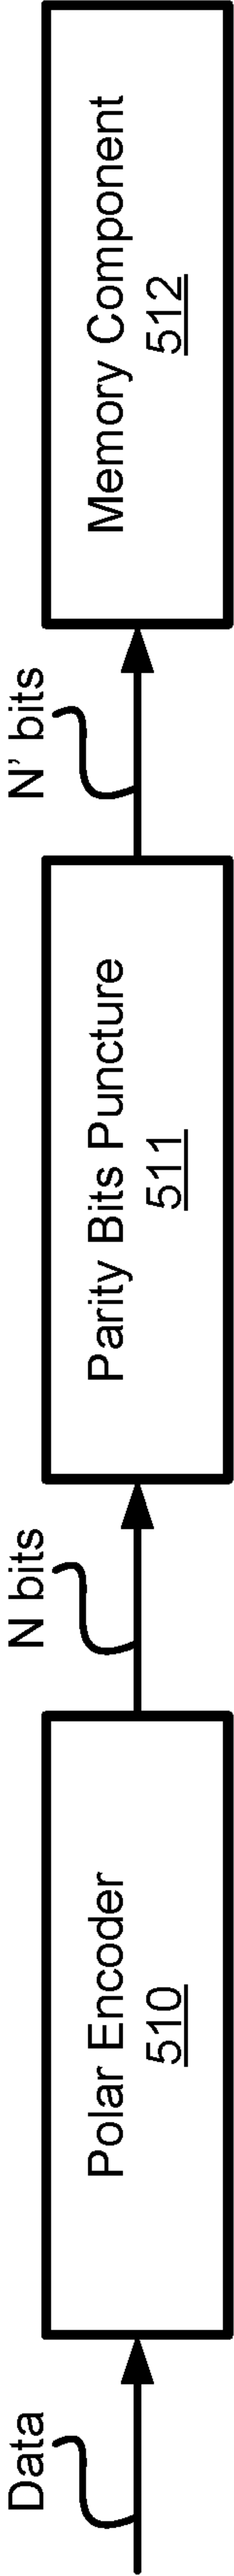 Data
Polar Encoder
510
N bits
Parity Bits Puncture
511
N' bits
Memory Component
512